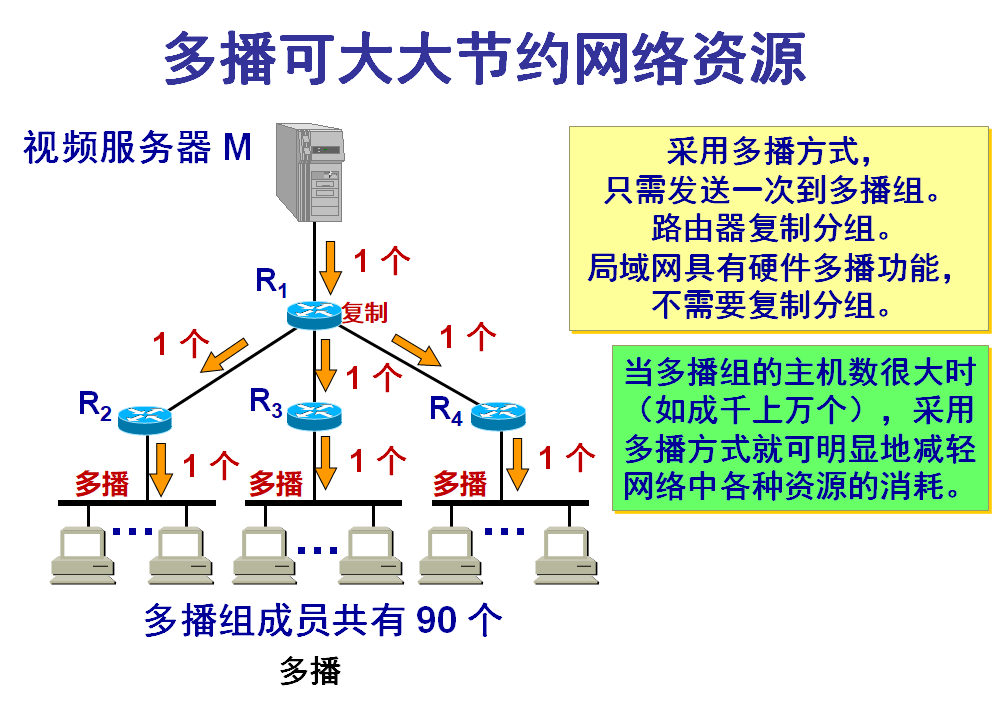 多播可大大节约网络资源
视频服务器 M
采用多播方式，
只需发送一次到多播组。
路由器复制分组。
局域网具有硬件多播功能，
不需要复制分组。
1 个
R1
复制
1 个
1 个
1 个
当多播组的主机数很大时
（如成千上万个），采用
多播方式就可明显地减轻
网络中各种资源的消耗。
R2
R3
R4
1 个
1 个
1 个
多播
多播
多播
多播组成员共有 90 个
多播